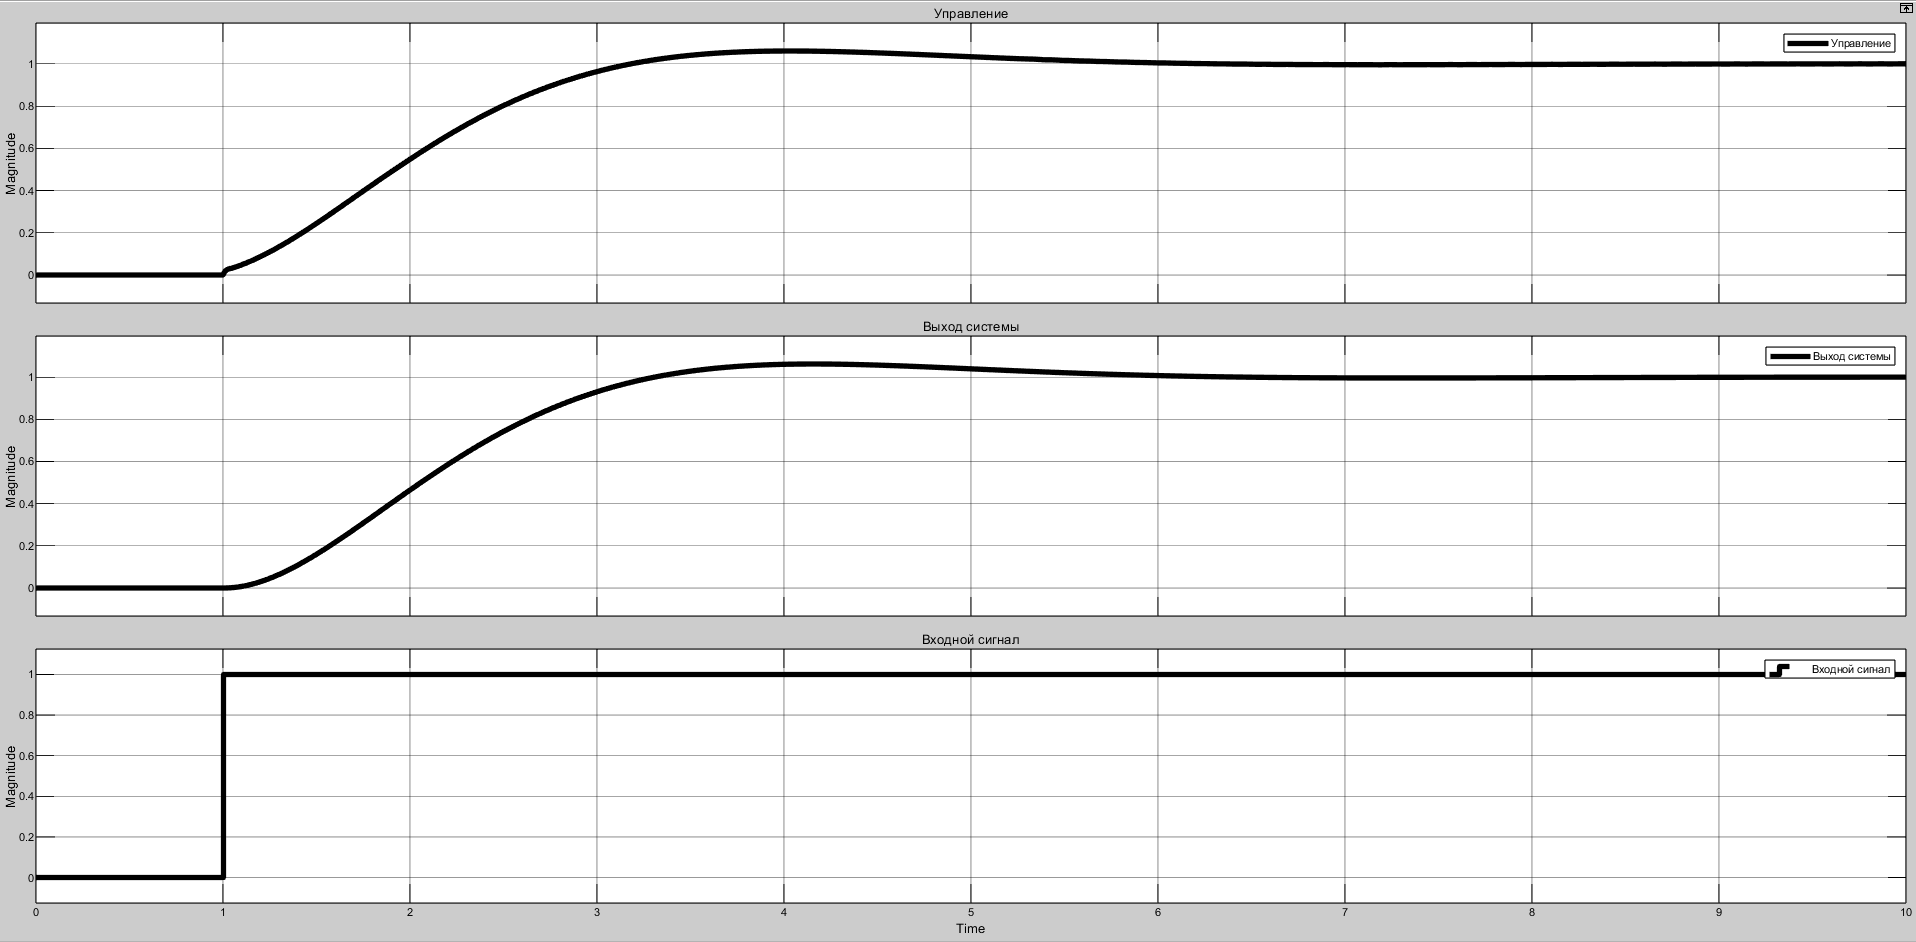 Управление
Управление
Magnitude
1
0.8
0.6
0.4
0.2
0
Выход системы
Выход системы
Magnitude
1
0.8
0.6
0.4
0.2
0
Входной сигнал
Входной сигнал
Magnitude
1
0.8
0.6
0.4
0.2
0
0 1 2 3 4 5 6 7 8 9 10
Time